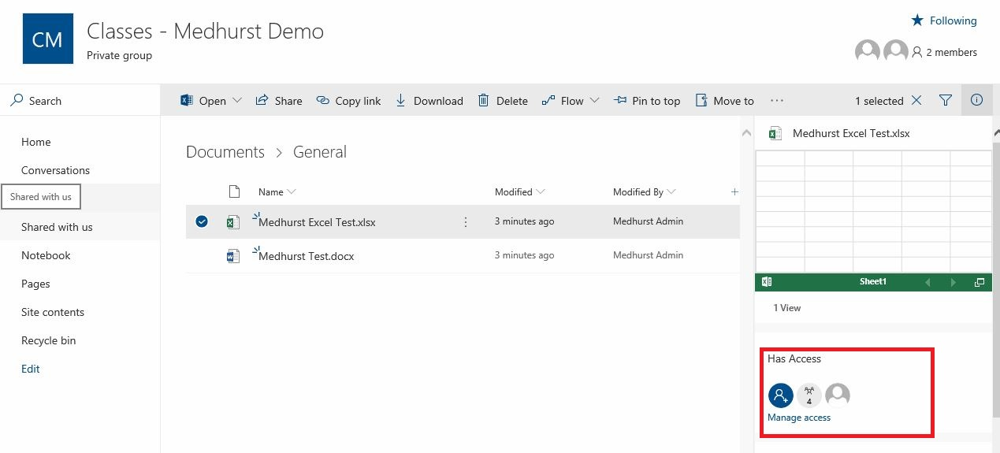 CM
Classes - Medhurst Demo
Private group
Following
2 members
Search
Open
Share
Copy link
Download
Delete
Flow
Pin to top
Move to
1 selected
Home
Conversations
Shared with us
Shared with us
Notebook
Pages
Site contents
Recycle bin
Edit
Documents > General
Name
Modified
Modified By
Medhurst Excel Test.xlsx
3 minutes ago
Medhurst Admin
Medhurst Test.docx
3 minutes ago
Medhurst Admin
Medhurst Excel Test.xlsx
Sheet1
1 View
Has Access
4
Manage access